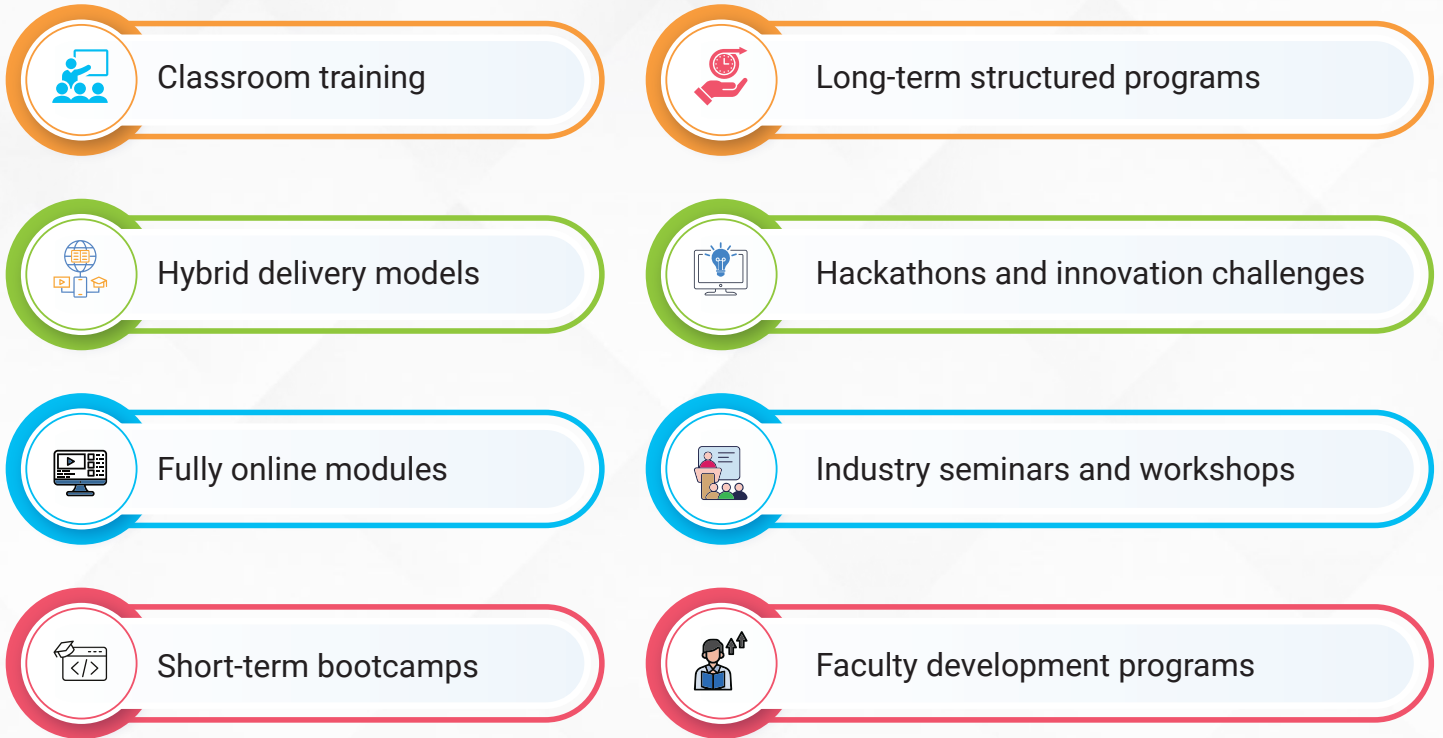 Classroom training
Long-term structured programs
Hybrid delivery models
Hackathons and innovation challenges
Fully online modules
Industry seminars and workshops
Short-term bootcamps
Faculty development programs